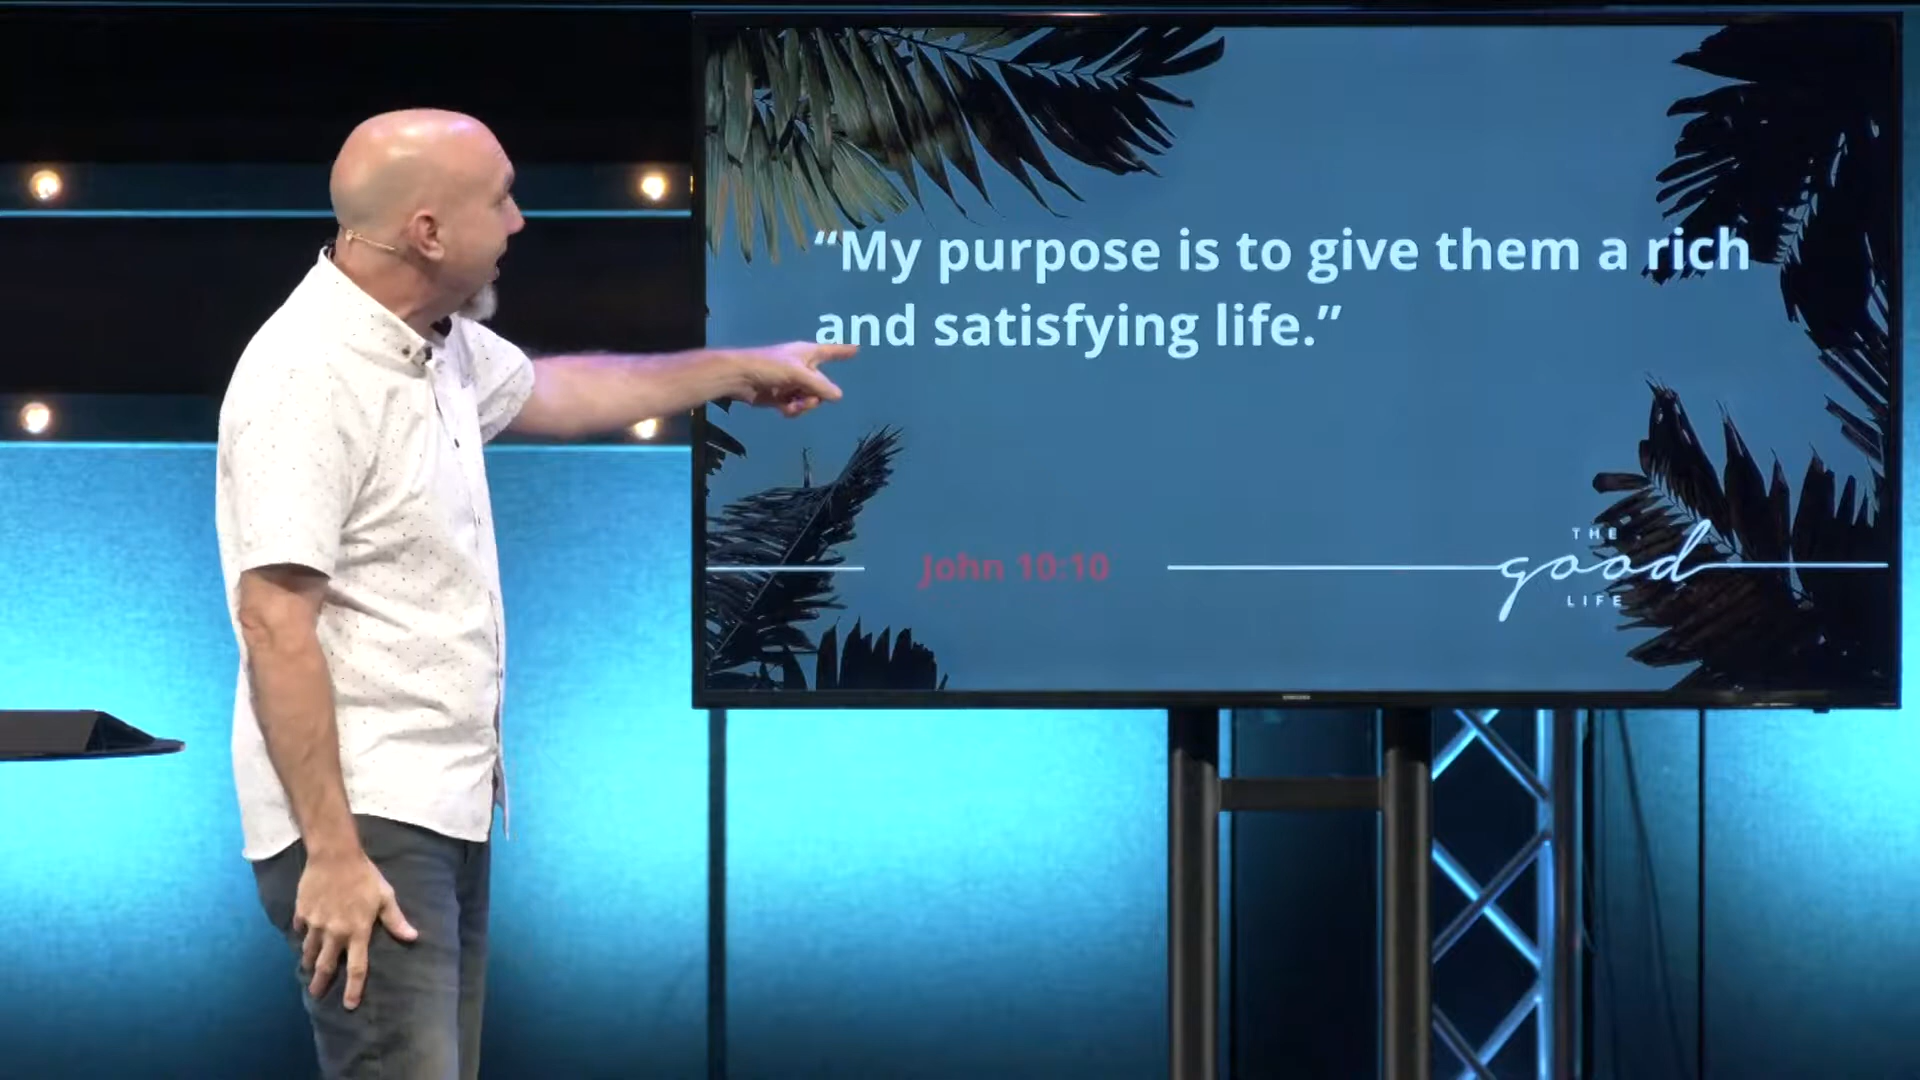 “My purpose is to give them a rich
and satisfying life.”
John 10:10
THE
good
LIFE